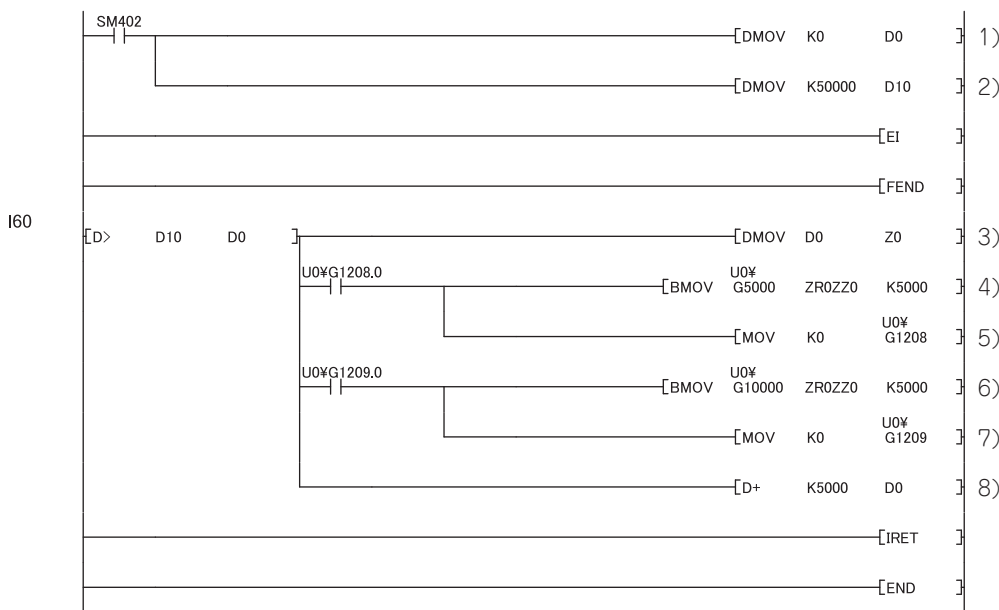 SM402
[DMOV K0 D0 ] 1)
[DMOV K50000 D10 ] 2)
[EI ]
[FEND ]
I60
[D> D10 D0 ] [DMOV D0 Z0 ] 3)
U0¥G1208.0 U0¥
[BMOV G5000 ZR0ZZ0 K5000 ] 4)
U0¥
[MOV K0 G1208 ] 5)
U0¥G1209.0 U0¥
[BMOV G10000 ZR0ZZ0 K5000 ] 6)
U0¥
[MOV K0 G1209 ] 7)
[D+ K5000 D0 ] 8)
[IRET ]
[END ]